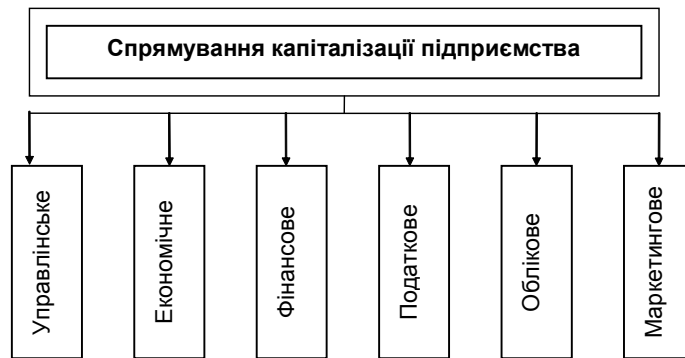 Спрямування капіталізації підприємства
Управлінське
Економічне
Фінансове
Податкове
Облікове
Маркетингове